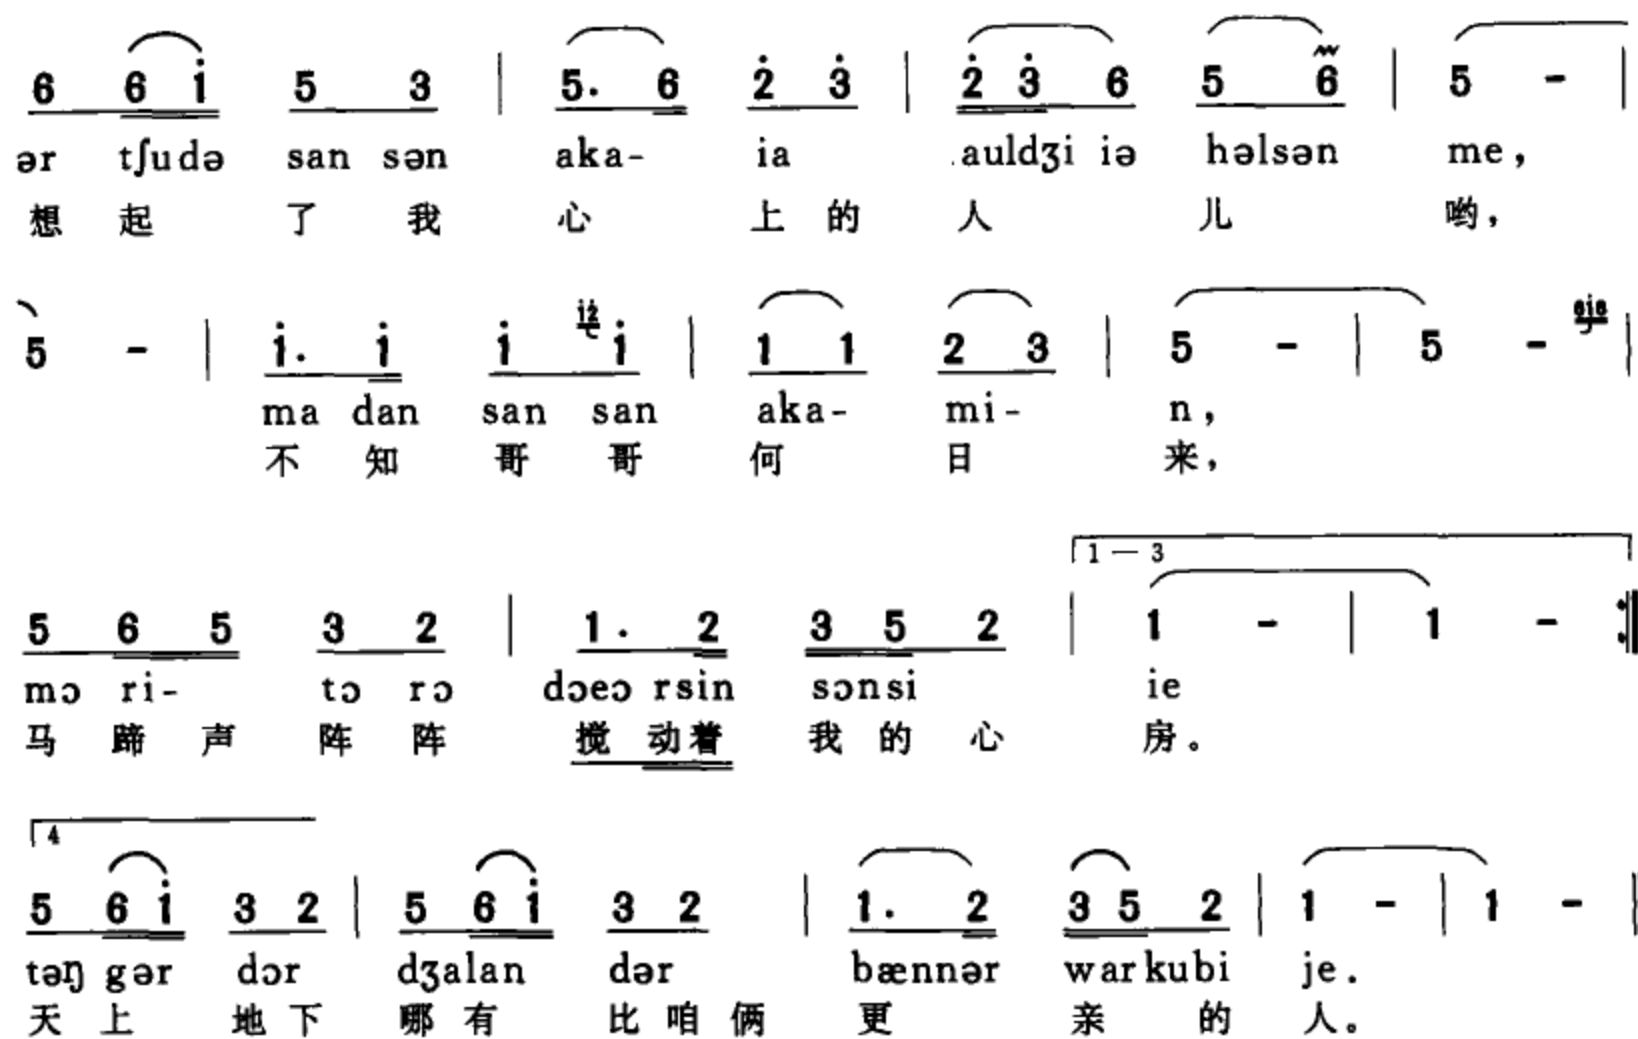 6 6 i̇ 5 3 | 5. 6 2̇ 3̇ | 2̇ 3̇ 6 5 6 | 5 - |
ər tʃudə san sən aka- ia auldʒi iə həlsən me,
想 起 了 我 心 上 的 人 儿 哟,
5 - | i̇. i̇ i̇ i̇2̇ i̇ | 1 1 2 3 | 5 - | 5 - |
ma dan san san aka- mi- n,
不 知 哥 哥 何 日 来,
1 — 3
5 6 5 3 2 | 1. 2 3 5 2 | 1 - | 1 - :|
mɔ ri- tɔ rɔ dɔeɔ rsin sɔnsi ie
马 蹄 声 阵 阵 搅 动着 我 的 心 房。
4
5 6 i̇ 3 2 | 5 6 i̇ 3 2 | 1. 2 3 5 2 | 1 - | 1 - |
təŋ gər dɔr dʒalan dər bænnər warkubi je.
天 上 地 下 哪 有 比 咱 俩 更 亲 的 人。